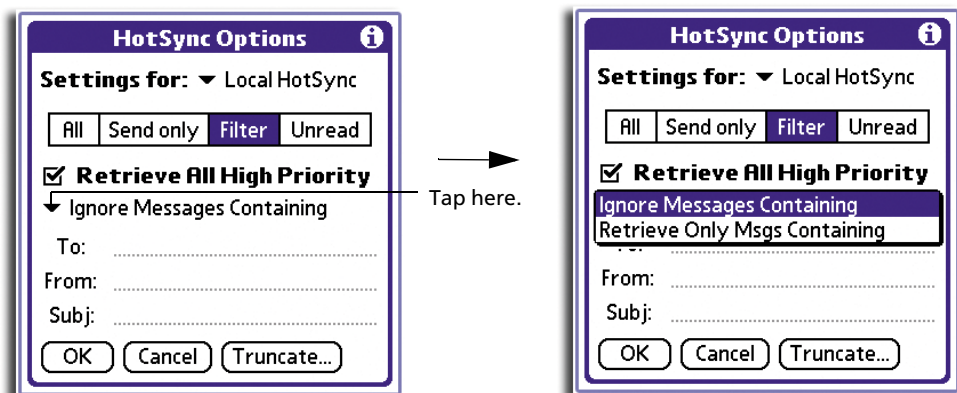 HotSync Options
Settings for: Local HotSync
All Send only Filter Unread
Retrieve All High Priority
Ignore Messages Containing
To:
From:
Subj:
OK Cancel Truncate...
Tap here.
HotSync Options
Settings for: Local HotSync
All Send only Filter Unread
Retrieve All High Priority
Ignore Messages Containing
Retrieve Only Msgs Containing
From:
Subj:
OK Cancel Truncate...